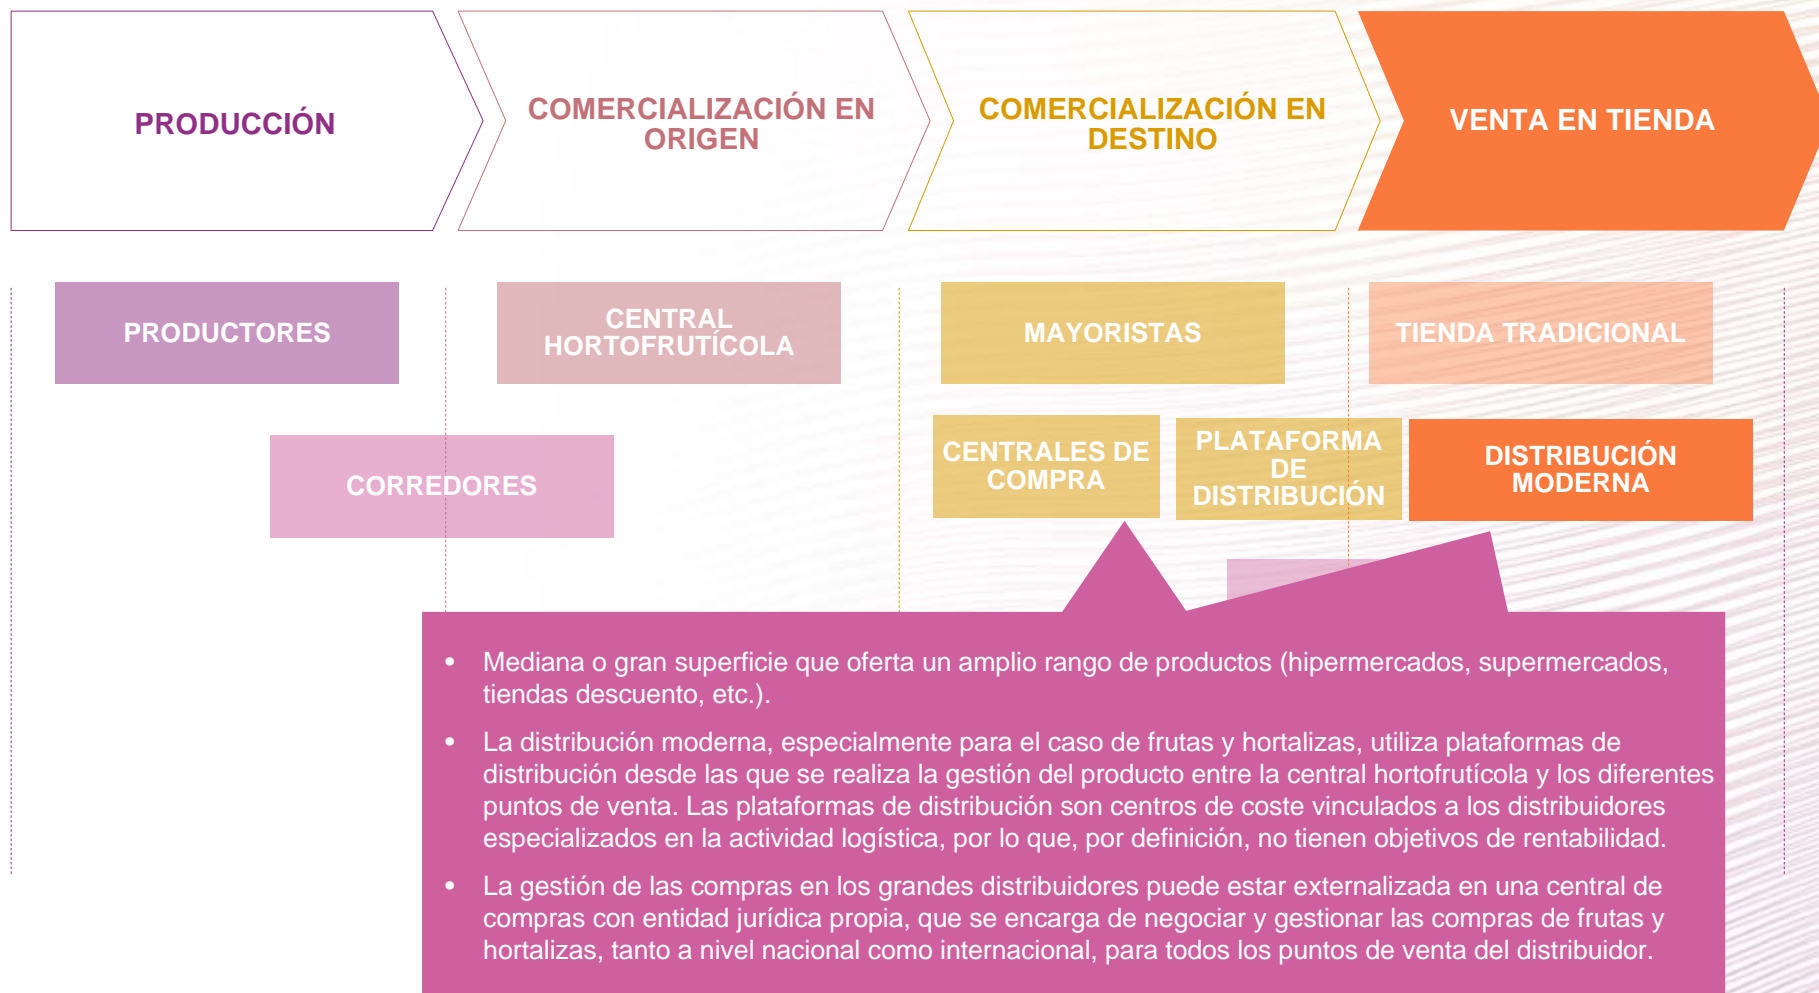 PRODUCCIÓN
COMERCIALIZACIÓN EN
ORIGEN
COMERCIALIZACIÓN EN
DESTINO
VENTA EN TIENDA
PRODUCTORES
CENTRAL
HORTOFRUTÍCOLA
MAYORISTAS
TIENDA TRADICIONAL
CORREDORES
CENTRALES DE
COMPRA
PLATAFORMA
DE
DISTRIBUCIÓN
DISTRIBUCIÓN
MODERNA
• Mediana o gran superficie que oferta un amplio rango de productos (hipermercados, supermercados,
tiendas descuento, etc.).
• La distribución moderna, especialmente para el caso de frutas y hortalizas, utiliza plataformas de
distribución desde las que se realiza la gestión del producto entre la central hortofrutícola y los diferentes
puntos de venta. Las plataformas de distribución son centros de coste vinculados a los distribuidores
especializados en la actividad logística, por lo que, por definición, no tienen objetivos de rentabilidad.
• La gestión de las compras en los grandes distribuidores puede estar externalizada en una central de
compras con entidad jurídica propia, que se encarga de negociar y gestionar las compras de frutas y
hortalizas, tanto a nivel nacional como internacional, para todos los puntos de venta del distribuidor.